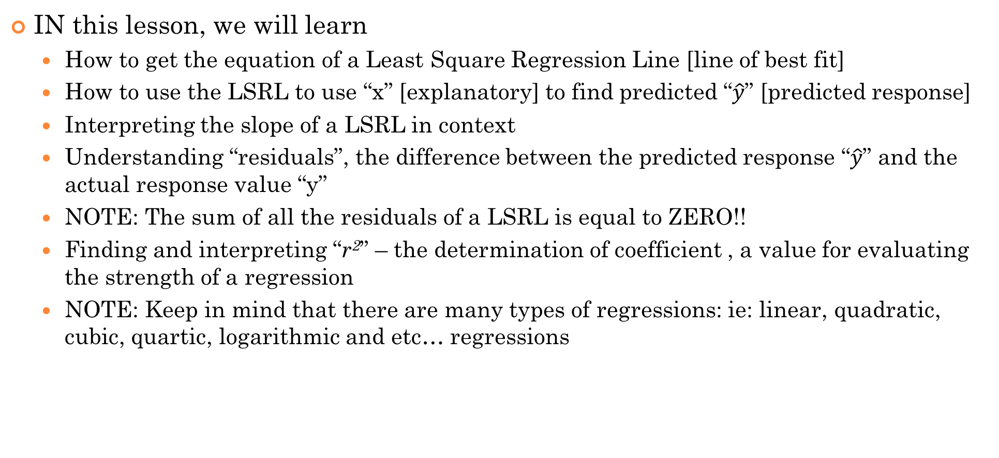 IN this lesson, we will learn
How to get the equation of a Least Square Regression Line [line of best fit]
How to use the LSRL to use “x” [explanatory] to find predicted “ŷ” [predicted response]
Interpreting the slope of a LSRL in context
Understanding “residuals”, the difference between the predicted response “ŷ” and the
actual response value “y”
NOTE: The sum of all the residuals of a LSRL is equal to ZERO!!
Finding and interpreting “r²” – the determination of coefficient , a value for evaluating
the strength of a regression
NOTE: Keep in mind that there are many types of regressions: ie: linear, quadratic,
cubic, quartic, logarithmic and etc… regressions